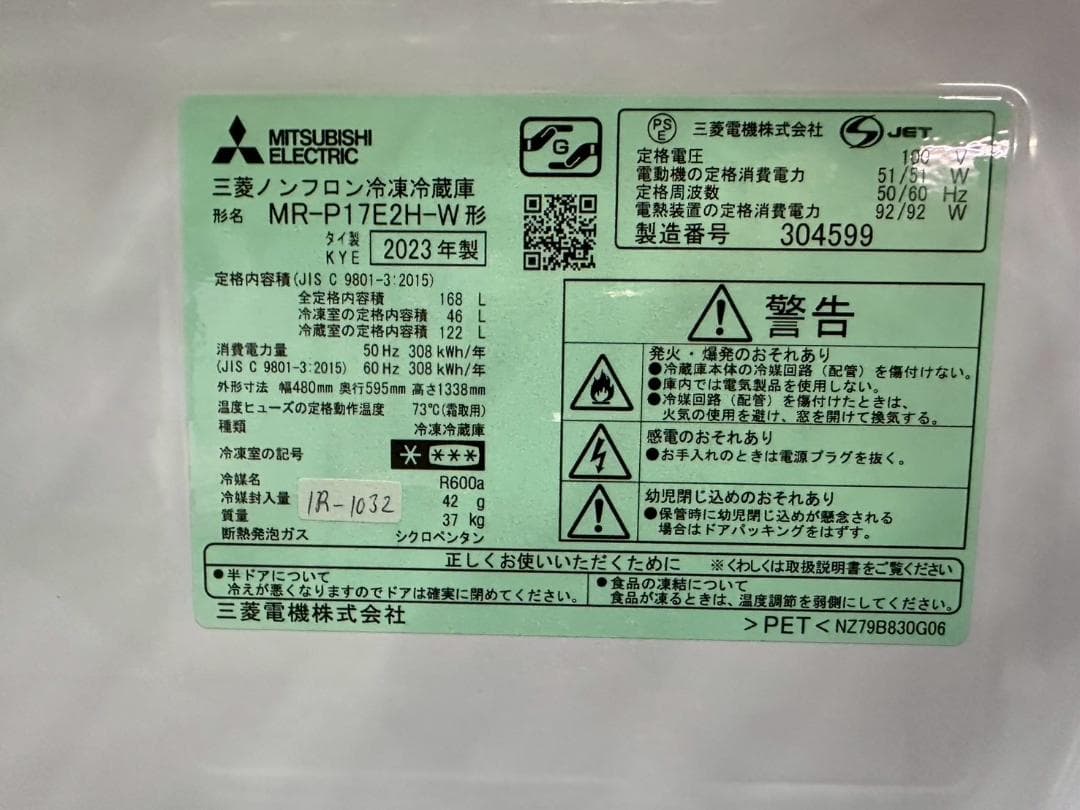 MITSUBISHI
ELECTRIC
三菱ノンフロン冷凍冷蔵庫
形名 MR-P17E2H-W形
タイ製
KYE
2023年製
定格内容積(JIS C 9801-3:2015)
全定格内容積 168 L
冷凍室の定格内容積 46 L
冷蔵室の定格内容積 122 L
消費電力量 50Hz 308 kWh/年
(JIS C 9801-3:2015) 60Hz 308 kWh/年
外形寸法 幅480mm 奥行595mm 高さ1338mm
温度ヒューズの定格動作温度 73℃(霜取用)
種類 冷凍冷蔵庫
冷凍室の記号
冷媒名 R600a
冷媒封入量 42 g
質量 37 kg
断熱発泡ガス シクロペンタン
1R-1032
G
PS
E
三菱電機株式会社
S JET
定格電圧 100 V
電動機の定格消費電力 51/51 W
定格周波数 50/60 Hz
電熱装置の定格消費電力 92/92 W
製造番号 304599
警告
発火・爆発のおそれあり
●冷蔵庫本体の冷媒回路(配管)を傷付けない。
●庫内では電気製品を使用しない。
●冷媒回路(配管)を傷付けたときは、
火気の使用を避け、窓を開けて換気する。
感電のおそれあり
●お手入れのときは電源プラグを抜く。
幼児閉じ込めのおそれあり
●保管時に幼児閉じ込めが懸念される
場合はドアパッキングをはずす。
正しくお使いいただくために ※くわしくは取扱説明書をご覧ください
●半ドアについて
冷えが悪くなりますのでドアは確実に閉めてください。
●食品の凍結について
食品が凍るときは、温度調節を弱側にしてください。
三菱電機株式会社
>PET< NZ79B830G06